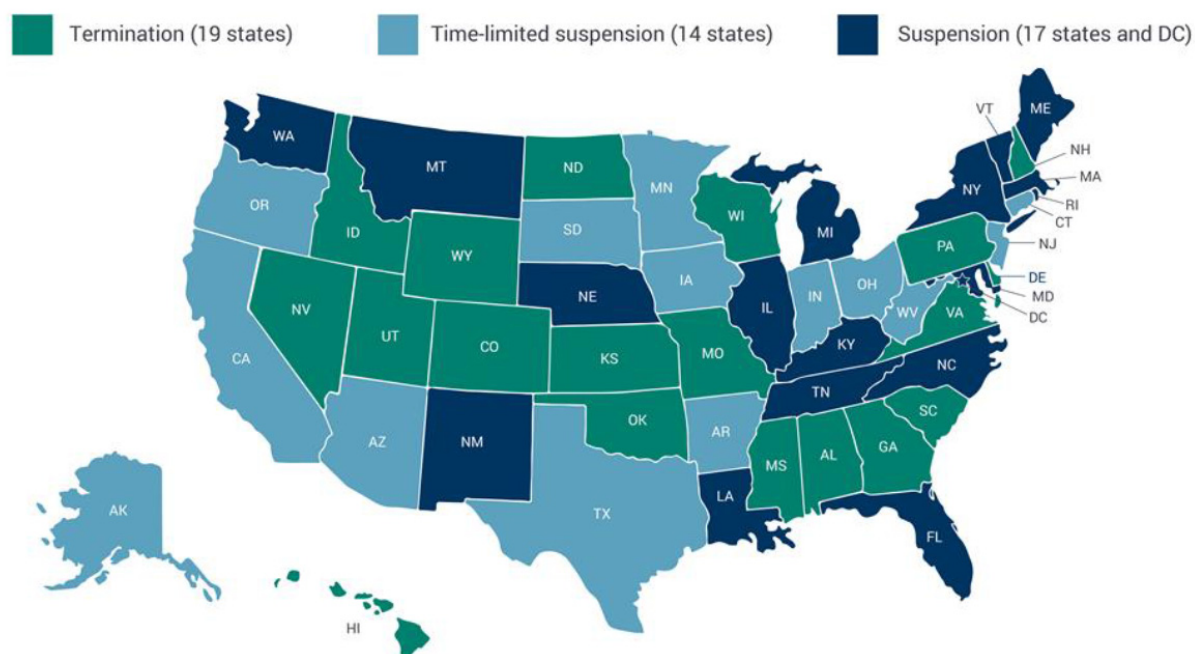 Termination (19 states)
Time-limited suspension (14 states)
Suspension (17 states and DC)
VT
ME
WA
NH
MT
ND
MN
MA
NY
OR
WI
RI
ID
SD
MI
CT
WY
PA
NJ
IA
DE
NE
OH
NV
IL
IN
MD
WV
VA
DC
UT
CO
CA
KS
MO
KY
NC
TN
OK
SC
AZ
NM
AR
MS
AL
GA
LA
AK
TX
FL
HI